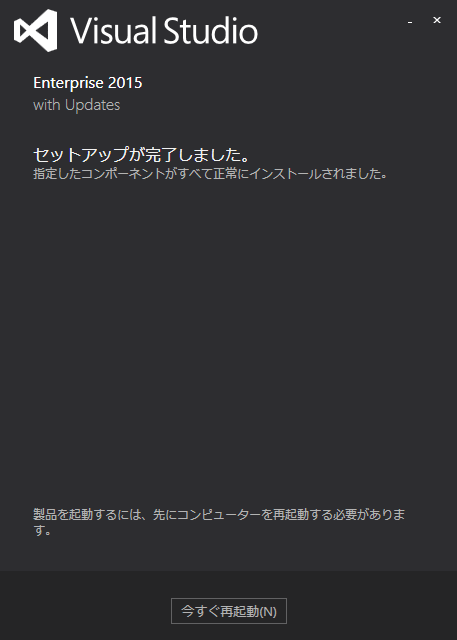 Visual Studio
Enterprise 2015
with Updates
セットアップが完了しました。
指定したコンポーネントがすべて正常にインストールされました。
製品を起動するには、先にコンピューターを再起動する必要がありま
す。
今すぐ再起動(N)